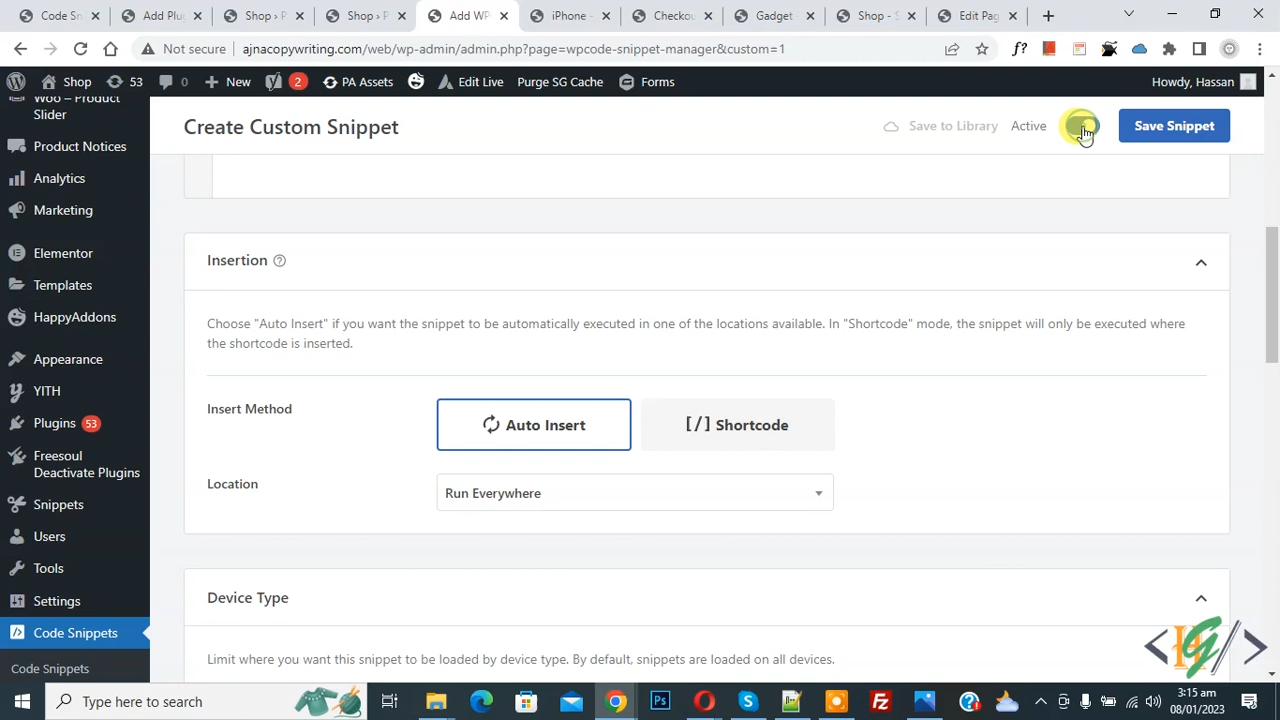 Code Sn
Add Plu
Shop › P
Shop › P
Add WP
iPhone -
Checkou
Gadget
Shop - S
Edit Pag
Not secure
ajnacopywriting.com/web/wp-admin/admin.php?page=wpcode-snippet-manager&custom=1
f?
Shop
53
0
New
2
PA Assets
Edit Live
Purge SG Cache
Forms
Howdy, Hassan
Woo – Product
Slider
Product Notices
Analytics
Marketing
Elementor
Templates
HappyAddons
Appearance
YITH
Plugins 53
Freesoul
Deactivate Plugins
Snippets
Users
Tools
Settings
Code Snippets
Code Snippets
Create Custom Snippet
Save to Library
Active
Save Snippet
Insertion
Choose "Auto Insert" if you want the snippet to be automatically executed in one of the locations available. In "Shortcode" mode, the snippet will only be executed where
the shortcode is inserted.
Insert Method
Auto Insert
[/] Shortcode
Location
Run Everywhere
Device Type
Limit where you want this snippet to be loaded by device type. By default, snippets are loaded on all devices.
HG
Type here to search
Ps
Fz
3:15 am
08/01/2023